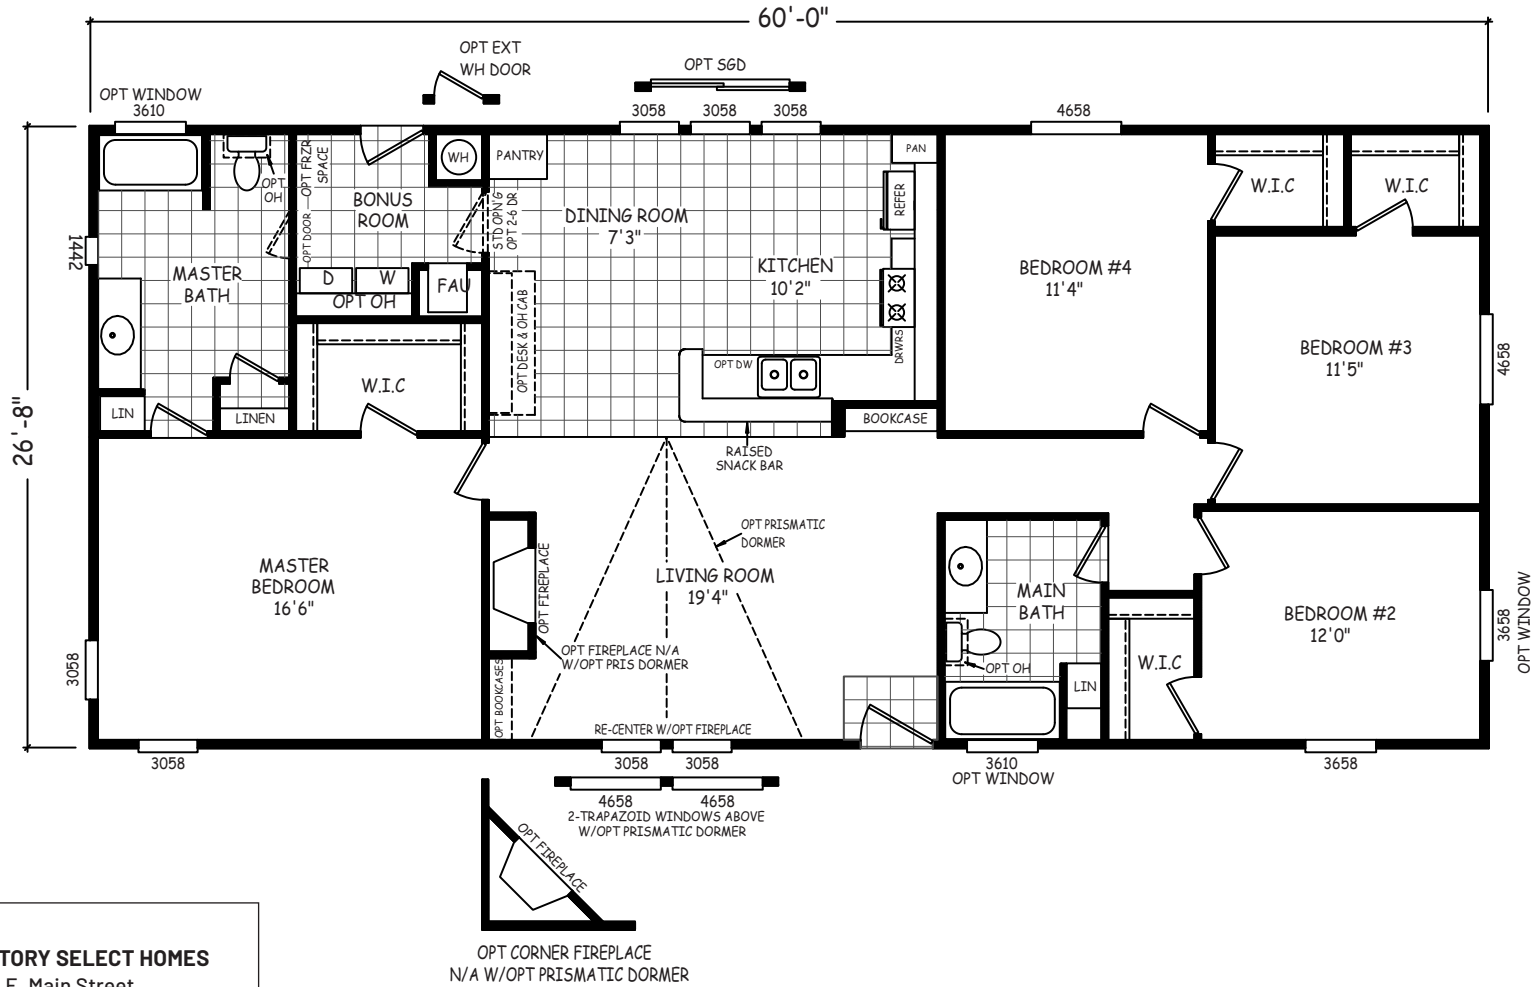 60'-0"
OPT EXT
WH DOOR
OPT SGD
OPT WINDOW
3610
3058
3058
3058
4658
26'-8"
1442
OPT
OH
MASTER
BATH
LIN
LINEN
OPT DOOR
OPT FRZR
SPACE
BONUS
ROOM
WH
D
W
OPT OH
FAU
W.I.C
PANTRY
STD OPN'G
OPT 2-6 DR
DINING ROOM
7'3"
OPT DESK & OH CAB
KITCHEN
10'2"
PAN
REFER
DRWRS
OPT DW
BOOKCASE
RAISED
SNACK BAR
BEDROOM #4
11'4"
W.I.C
W.I.C
BEDROOM #3
11'5"
4658
MASTER
BEDROOM
16'6"
3058
3058
OPT FIREPLACE
OPT FIREPLACE N/A
W/OPT PRIS DORMER
OPT BOOKCASES
OPT PRISMATIC
DORMER
LIVING ROOM
19'4"
RE-CENTER W/OPT FIREPLACE
3058
3058
4658
4658
2-TRAPAZOID WINDOWS ABOVE
W/OPT PRISMATIC DORMER
MAIN
BATH
OPT OH
LIN
3610
OPT WINDOW
W.I.C
BEDROOM #2
12'0"
3658
OPT WINDOW
3658
OPT FIREPLACE
OPT CORNER FIREPLACE
N/A W/OPT PRISMATIC DORMER
TORY SELECT HOMES
E. Main Street